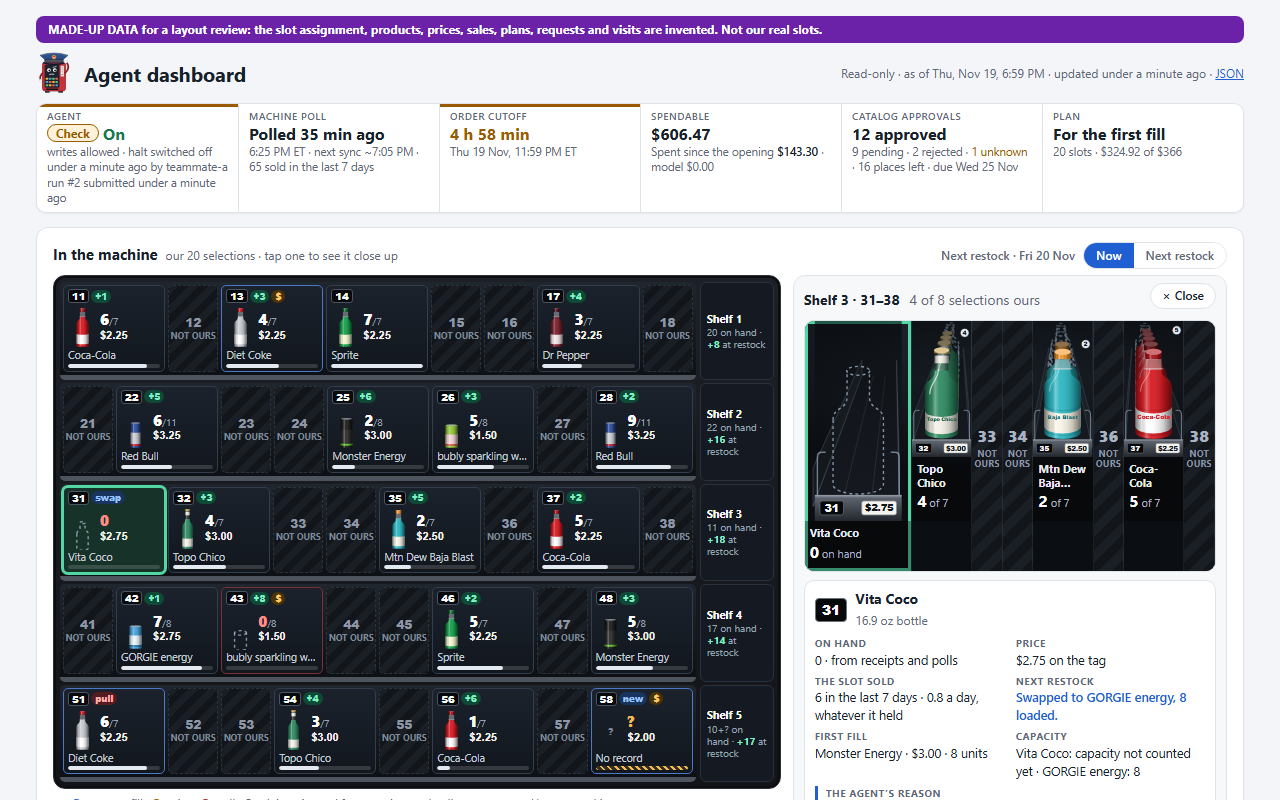 MADE-UP DATA for a layout review: the slot assignment, products, prices, sales, plans, requests and visits are invented. Not our real slots.
Agent dashboard
Read-only · as of Thu, Nov 19, 6:59 PM · updated under a minute ago · JSON
AGENT
Check On
writes allowed · halt switched off
under a minute ago by teammate-a
run #2 submitted under a minute
ago
MACHINE POLL
Polled 35 min ago
6:25 PM ET · next sync ~7:05 PM ·
65 sold in the last 7 days
ORDER CUTOFF
4 h 58 min
Thu 19 Nov, 11:59 PM ET
SPENDABLE
$606.47
Spent since the opening $143.30 ·
model $0.00
CATALOG APPROVALS
12 approved
9 pending · 2 rejected · 1 unknown
· 16 places left · due Wed 25 Nov
PLAN
For the first fill
20 slots · $324.92 of $366
In the machine our 20 selections · tap one to see it close up
Next restock · Fri 20 Nov Now Next restock
11 +1
6/7
$2.25
Coca-Cola
12
NOT OURS
13 +3 $
4/7
$2.25
Diet Coke
14
7/7
$2.25
Sprite
15
NOT OURS
16
NOT OURS
17 +4
3/7
$2.25
Dr Pepper
18
NOT OURS
Shelf 1
20 on hand ·
+8 at restock
21
NOT OURS
22 +5
6/11
$3.25
Red Bull
23
NOT OURS
24
NOT OURS
25 +6
2/8
$3.00
Monster Energy
26 +3
5/8
$1.50
bubly sparkling w...
27
NOT OURS
28 +2
9/11
$3.25
Red Bull
Shelf 2
22 on hand ·
+16 at
restock
31 swap
0
$2.75
Vita Coco
32 +3
4/7
$3.00
Topo Chico
33
NOT OURS
34
NOT OURS
35 +5
2/7
$2.50
Mtn Dew Baja Blast
36
NOT OURS
37 +2
5/7
$2.25
Coca-Cola
38
NOT OURS
Shelf 3
11 on hand ·
+18 at
restock
41
NOT OURS
42 +1
7/8
$2.75
GORGIE energy
43 +8 $
0/8
$1.50
bubly sparkling w...
44
NOT OURS
45
NOT OURS
46 +2
5/7
$2.25
Sprite
47
NOT OURS
48 +3
5/8
$3.00
Monster Energy
Shelf 4
17 on hand ·
+14 at
restock
51 pull
6/7
$2.25
Diet Coke
52
NOT OURS
53
NOT OURS
54 +4
3/7
$3.00
Topo Chico
55
NOT OURS
56 +6
1/7
$2.25
Coca-Cola
57
NOT OURS
58 new $
?
?
$2.00
No record
Shelf 5
10+? on
hand · +17 at
restock
Shelf 3 · 31–38 4 of 8 selections ours
× Close
31 $2.75
Vita Coco
0 on hand
4
Topo Chico
32 $3.00
Topo
Chico
4 of 7
33
NOT
OURS
34
NOT
OURS
2
Baja Blast
35 $2.50
Mtn Dew
Baja...
2 of 7
36
NOT
OURS
5
Coca-Cola
37 $2.25
Coca-
Cola
5 of 7
38
NOT
OURS
31
Vita Coco
16.9 oz bottle
ON HAND
0 · from receipts and polls
PRICE
$2.75 on the tag
THE SLOT SOLD
6 in the last 7 days · 0.8 a day,
whatever it held
NEXT RESTOCK
Swapped to GORGIE energy, 8
loaded.
FIRST FILL
Monster Energy · $3.00 · 8 units
CAPACITY
Vita Coco: capacity not counted
yet · GORGIE energy: 8
THE AGENT'S REASON